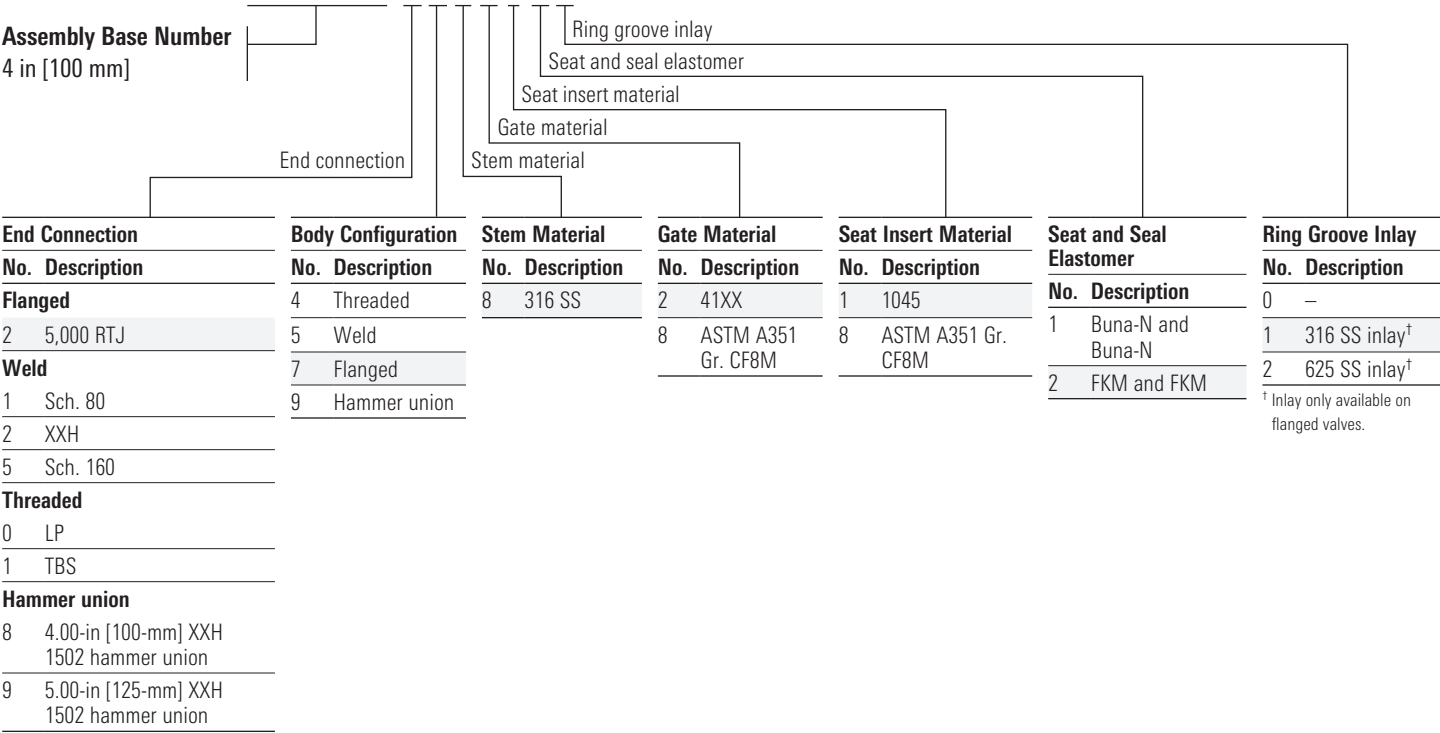 Assembly Base Number
4 in [100 mm]
Ring groove inlay
Seat and seal elastomer
Seat insert material
Gate material
End connection
Stem material
End Connection
No. Description
Flanged
2 5,000 RTJ
Weld
1 Sch. 80
2 XXH
5 Sch. 160
Threaded
0 LP
1 TBS
Hammer union
8 4.00-in [100-mm] XXH
1502 hammer union
9 5.00-in [125-mm] XXH
1502 hammer union
Body Configuration
No. Description
4 Threaded
5 Weld
7 Flanged
9 Hammer union
Stem Material
No. Description
8 316 SS
Gate Material
No. Description
2 41XX
8 ASTM A351
Gr. CF8M
Seat Insert Material
No. Description
1 1045
8 ASTM A351 Gr.
CF8M
Seat and Seal
Elastomer
No. Description
1 Buna-N and
Buna-N
2 FKM and FKM
Ring Groove Inlay
No. Description
0 –
1 316 SS inlay†
2 625 SS inlay†
† Inlay only available on
flanged valves.